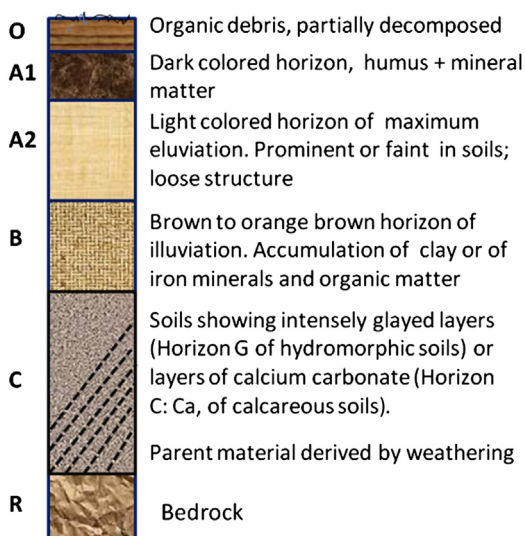 O
Organic debris, partially decomposed
A1
Dark colored horizon, humus + mineral
matter
A2
Light colored horizon of maximum
eluviation. Prominent or faint in soils;
loose structure
B
Brown to orange brown horizon of
illuviation. Accumulation of clay or of
iron minerals and organic matter
C
Soils showing intensely glayed layers
(Horizon G of hydromorphic soils) or
layers of calcium carbonate (Horizon
C: Ca, of calcareous soils).
Parent material derived by weathering
R
Bedrock